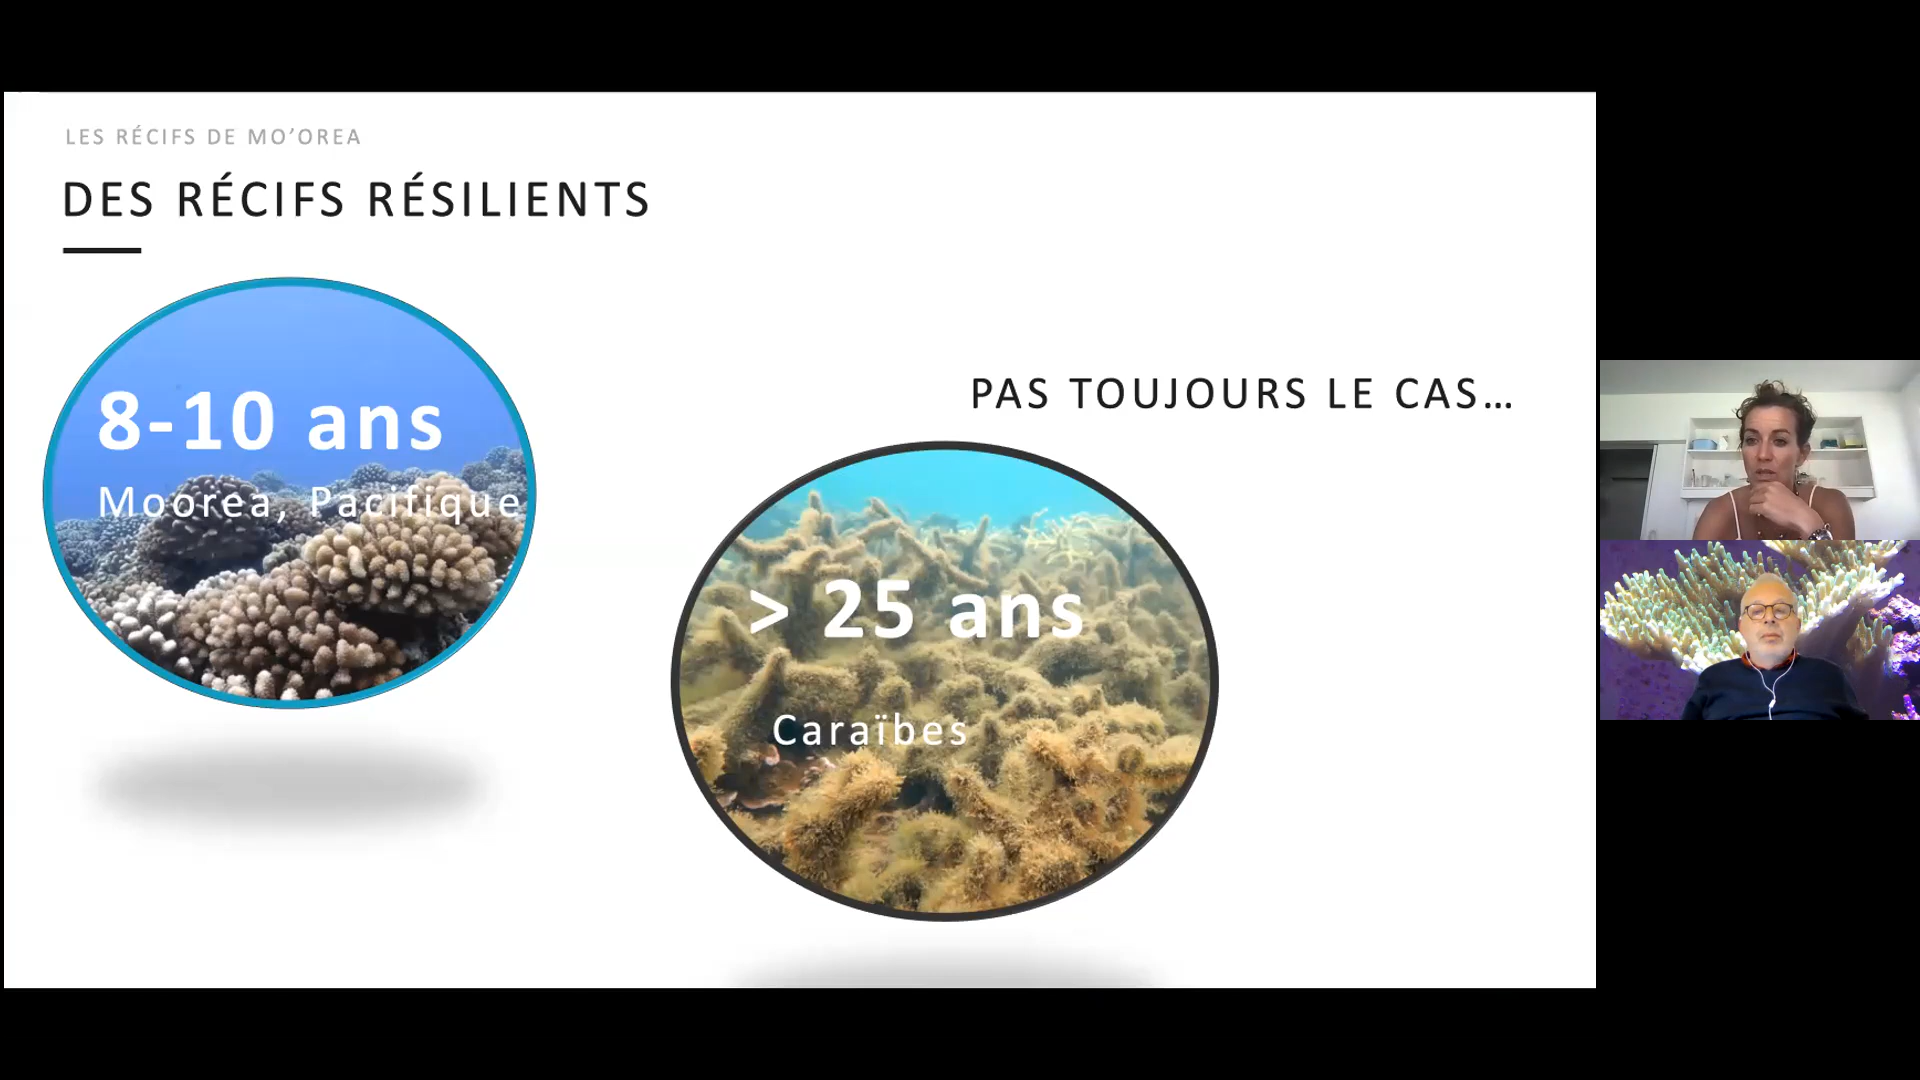 LES RÉCIFS DE MO’OREA
DES RÉCIFS RÉSILIENTS
8-10 ans
Moorea, Pacifique
PAS TOUJOURS LE CAS…
> 25 ans
Caraïbes